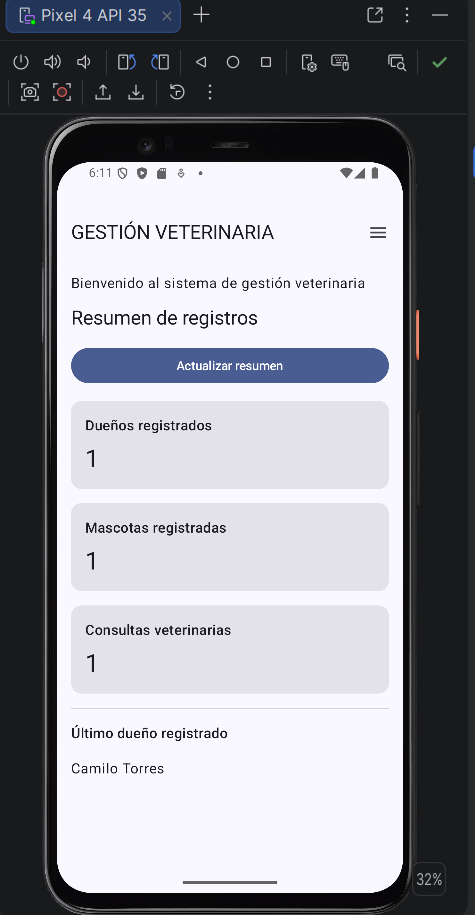 Pixel 4 API 35
6:11
GESTIÓN VETERINARIA
Bienvenido al sistema de gestión veterinaria
Resumen de registros
Actualizar resumen
Dueños registrados
1
Mascotas registradas
1
Consultas veterinarias
1
Último dueño registrado
Camilo Torres
32%